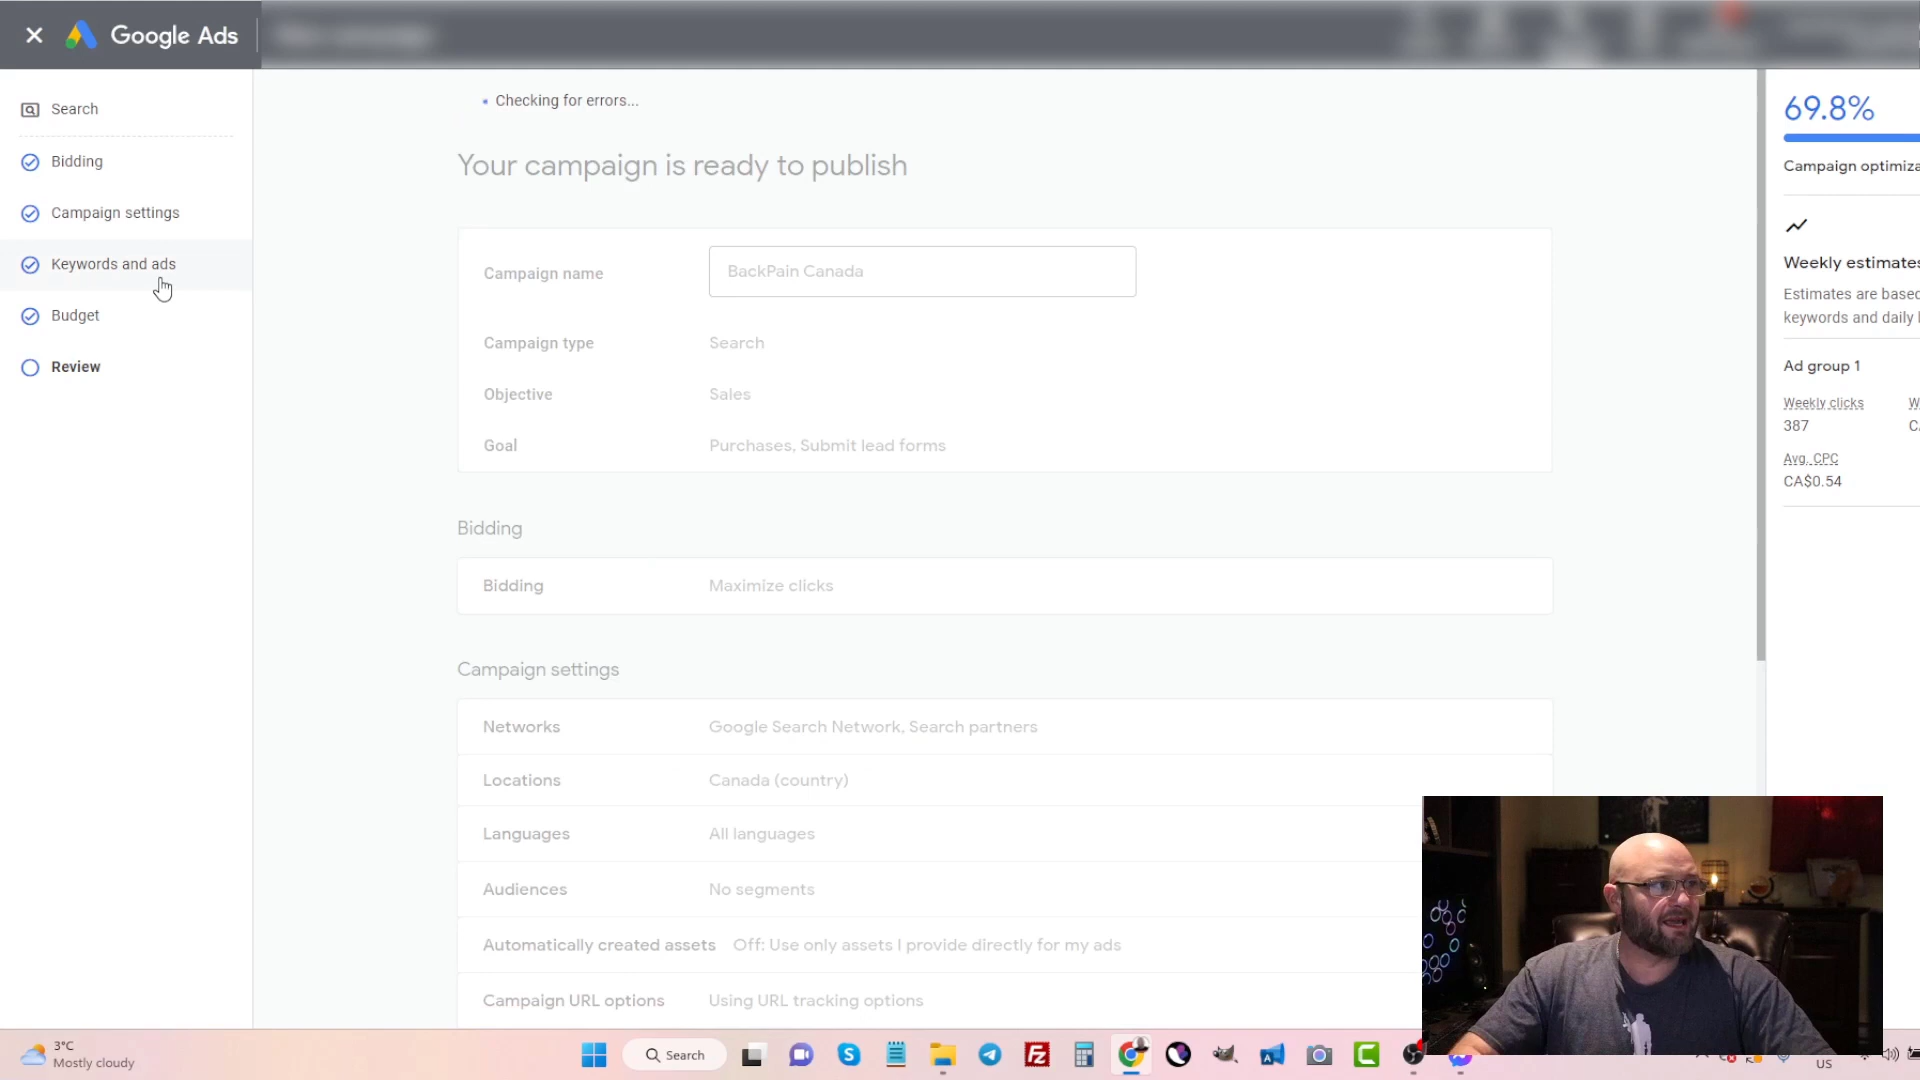 Google Ads
Search
Bidding
Campaign settings
Keywords and ads
Budget
Review
Checking for errors...
Your campaign is ready to publish
Campaign name BackPain Canada
Campaign type Search
Objective Sales
Goal Purchases, Submit lead forms
Bidding
Bidding Maximize clicks
Campaign settings
Networks Google Search Network, Search partners
Locations Canada (country)
Languages All languages
Audiences No segments
Automatically created assets Off: Use only assets I provide directly for my ads
Campaign URL options Using URL tracking options
69.8%
Campaign optimiza
Weekly estimates
Estimates are based
keywords and daily
Ad group 1
Weekly clicks W
387 C
Avg. CPC
CA$0.54
3°C
Mostly cloudy
Search
US